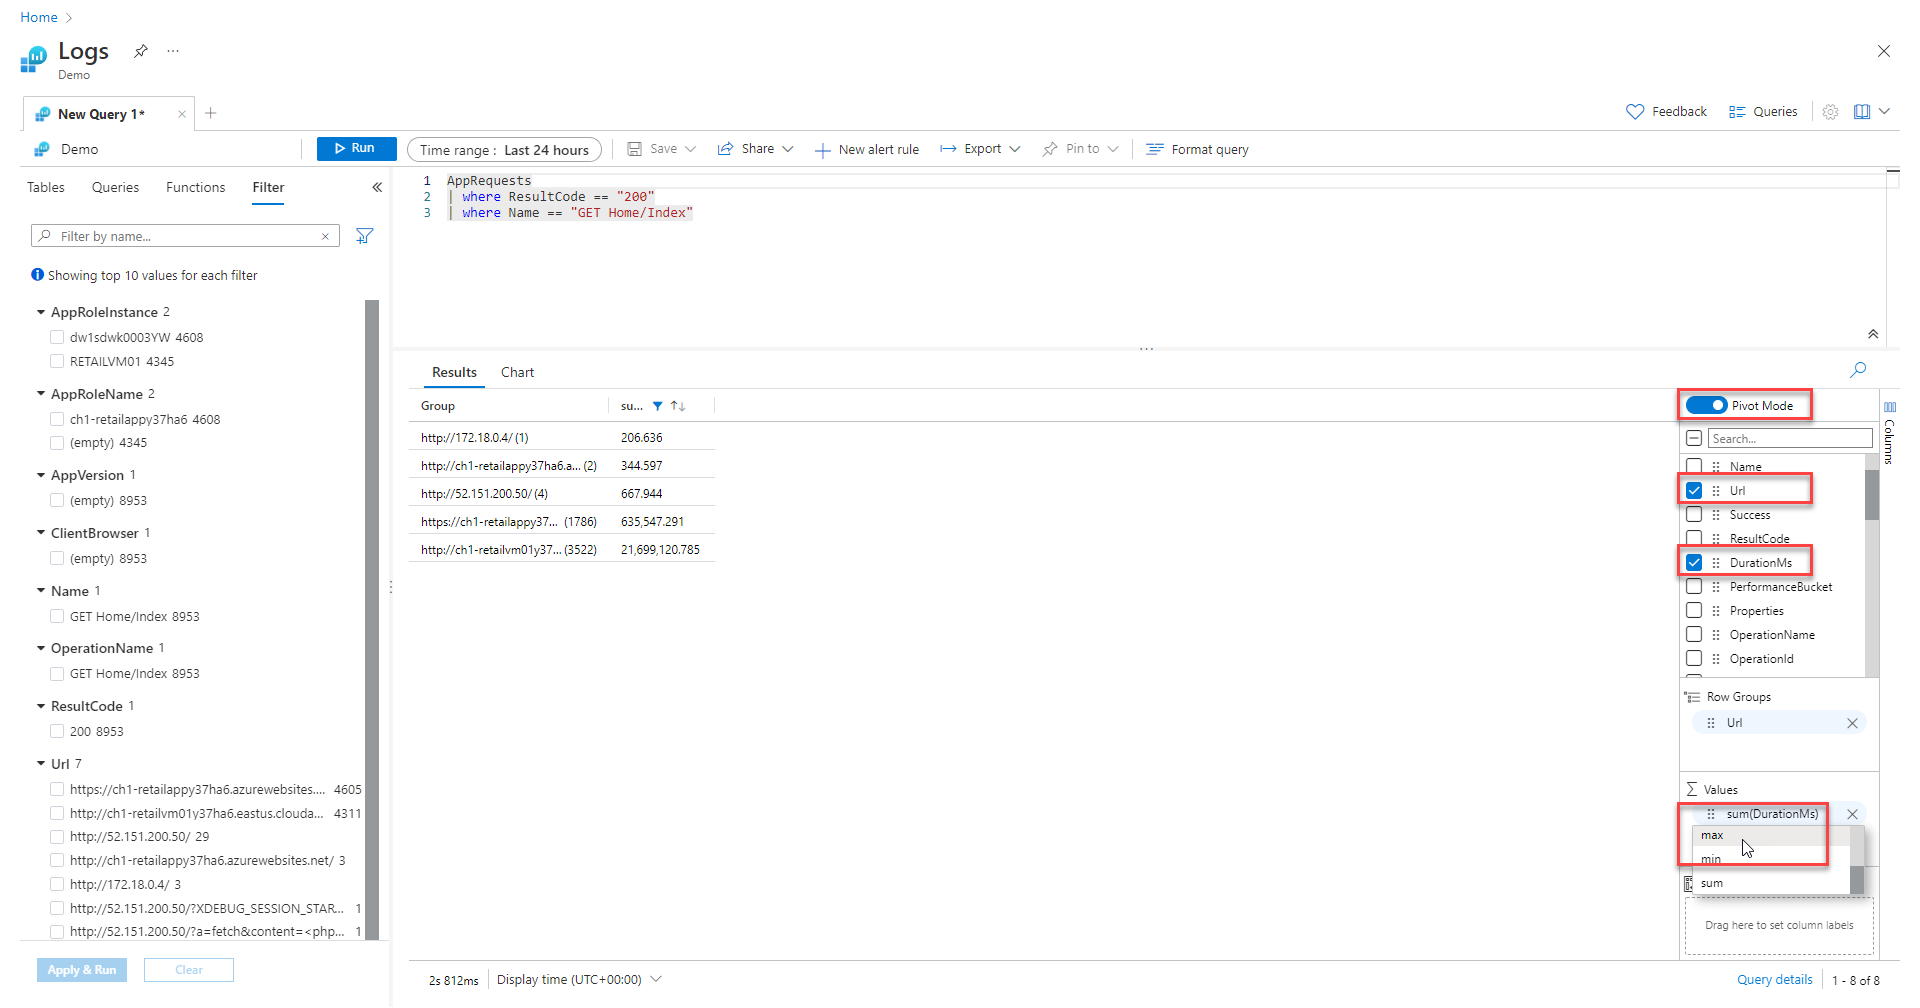 Home
Logs
Demo
New Query 1*
Feedback
Queries
Demo
Run
Time range : Last 24 hours
Save
Share
New alert rule
Export
Pin to
Format query
Tables
Queries
Functions
Filter
1 AppRequests
2 | where ResultCode == "200"
3 | where Name == "GET Home/Index"
Filter by name...
Showing top 10 values for each filter
AppRoleInstance 2
dw1sdwk0003YW 4608
RETAILVM01 4345
AppRoleName 2
ch1-retailappy37ha6 4608
(empty) 4345
AppVersion 1
(empty) 8953
ClientBrowser 1
(empty) 8953
Name 1
GET Home/Index 8953
OperationName 1
GET Home/Index 8953
ResultCode 1
200 8953
Url 7
https://ch1-retailappy37ha6.azurewebsites.... 4605
http://ch1-retailvm01y37ha6.eastus.clouda... 4311
http://52.151.200.50/ 29
http://ch1-retailappy37ha6.azurewebsites.net/ 3
http://172.18.0.4/ 3
http://52.151.200.50/?XDEBUG_SESSION_STAR... 1
http://52.151.200.50/?a=fetch&content=<php... 1
Apply & Run
Clear
Results
Chart
Group su...
http://172.18.0.4/ (1) 206.636
http://ch1-retailappy37ha6.a... (2) 344.597
http://52.151.200.50/ (4) 667.944
https://ch1-retailappy37... (1786) 635,547.291
http://ch1-retailvm01y37... (3522) 21,699,120.785
Pivot Mode
Columns
Search...
Name
Url
Success
ResultCode
DurationMs
PerformanceBucket
Properties
OperationName
OperationId
Row Groups
Url
Values
sum(DurationMs)
max
min
sum
Drag here to set column labels
2s 812ms
Display time (UTC+00:00)
Query details
1 - 8 of 8